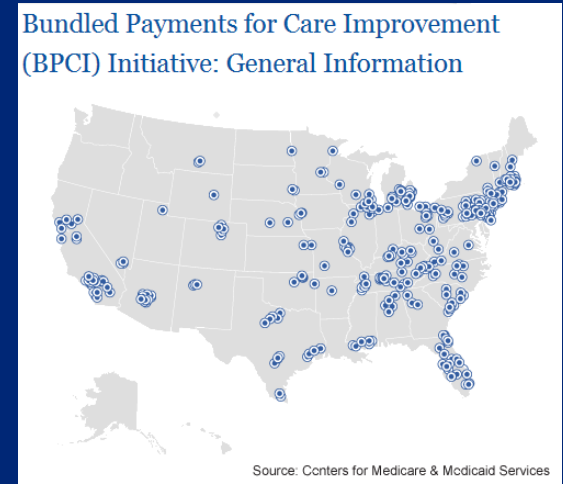 Bundled Payments for Care Improvement
(BPCI) Initiative: General Information
Source: Centers for Medicare & Medicaid Services